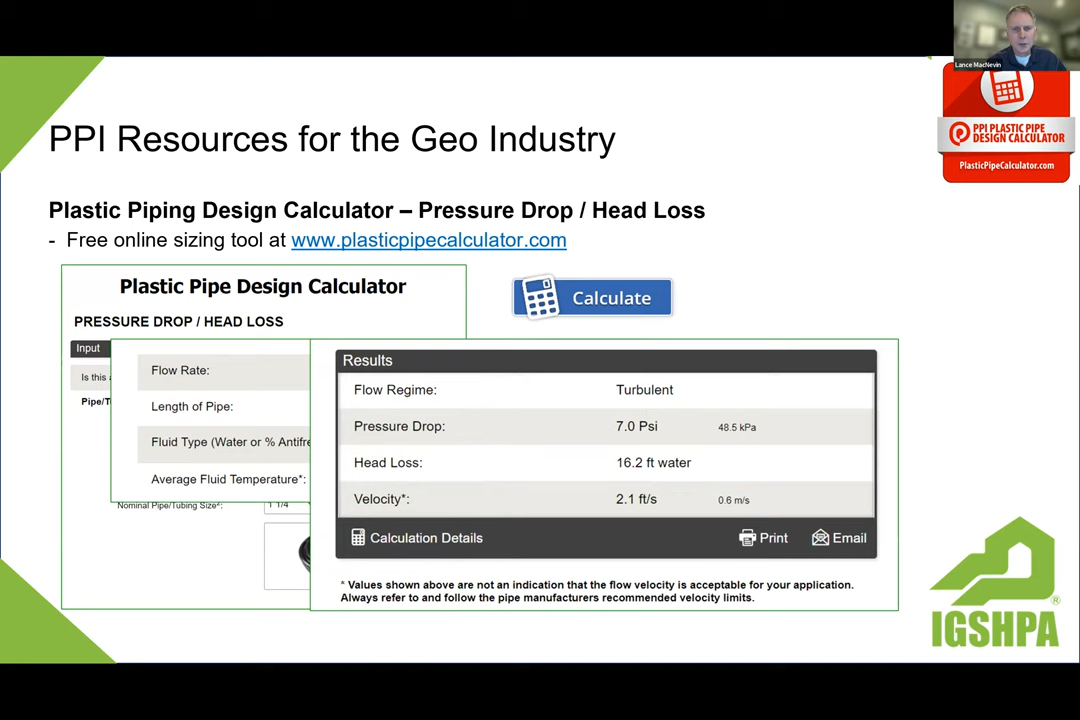 Lance MacNevin
PPI PLASTIC PIPE
DESIGN CALCULATOR
PlasticPipeCalculator.com
PPI Resources for the Geo Industry
Plastic Piping Design Calculator – Pressure Drop / Head Loss
- Free online sizing tool at www.plasticpipecalculator.com
Plastic Pipe Design Calculator
PRESSURE DROP / HEAD LOSS
Input
Is this
Pipe/T
Nominal Pipe/Tubing Size²: 1 1/4
Flow Rate:
Length of Pipe:
Fluid Type (Water or % Antifre
Average Fluid Temperature*:
Calculate
Results
Flow Regime: Turbulent
Pressure Drop: 7.0 Psi 48.5 kPa
Head Loss: 16.2 ft water
Velocity*: 2.1 ft/s 0.6 m/s
Calculation Details Print Email
* Values shown above are not an indication that the flow velocity is acceptable for your application.
Always refer to and follow the pipe manufacturers recommended velocity limits.
IGSHPA®